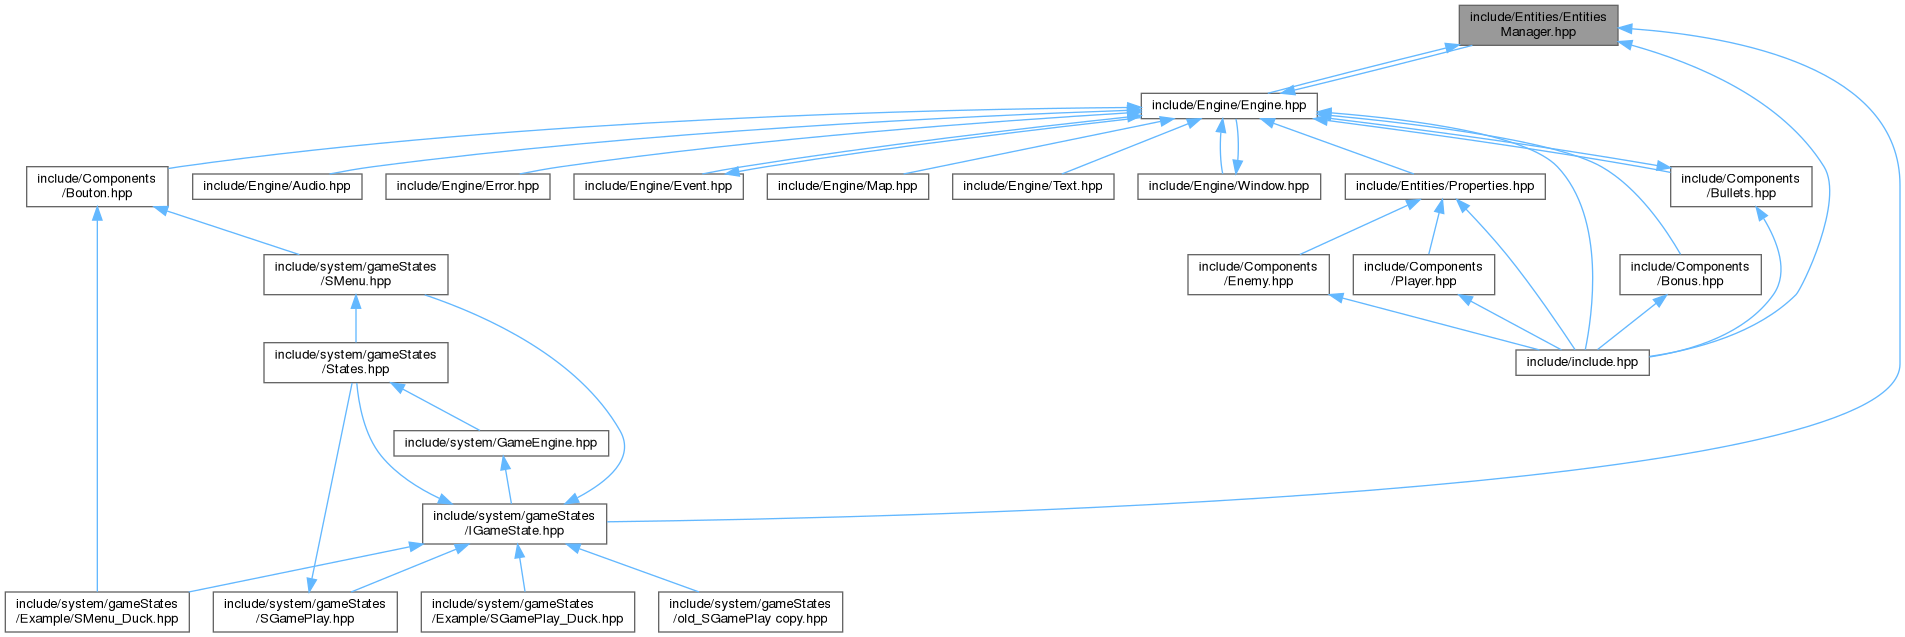 include/Entities/Entities
Manager.hpp
include/Engine/Engine.hpp
include/Components
/Bouton.hpp
include/Engine/Audio.hpp
include/Engine/Error.hpp
include/Engine/Event.hpp
include/Engine/Map.hpp
include/Engine/Text.hpp
include/Engine/Window.hpp
include/Entities/Properties.hpp
include/Components
/Bullets.hpp
include/system/gameStates
/SMenu.hpp
include/Components
/Enemy.hpp
include/Components
/Player.hpp
include/Components
/Bonus.hpp
include/system/gameStates
/States.hpp
include/include.hpp
include/system/GameEngine.hpp
include/system/gameStates
/IGameState.hpp
include/system/gameStates
/Example/SMenu_Duck.hpp
include/system/gameStates
/SGamePlay.hpp
include/system/gameStates
/Example/SGamePlay_Duck.hpp
include/system/gameStates
/old_SGamePlay copy.hpp